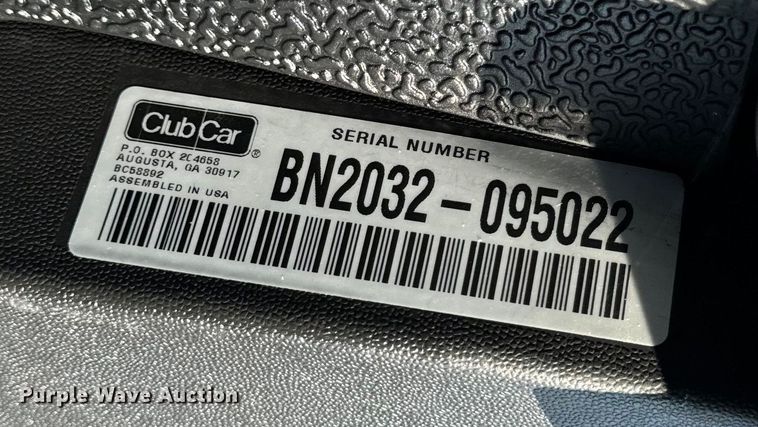 Club Car
®
P.O. BOX 204658
AUGUSTA, GA 30917
BC58892
ASSEMBLED IN USA
SERIAL NUMBER
BN2032-095022
Purple Wave Auction